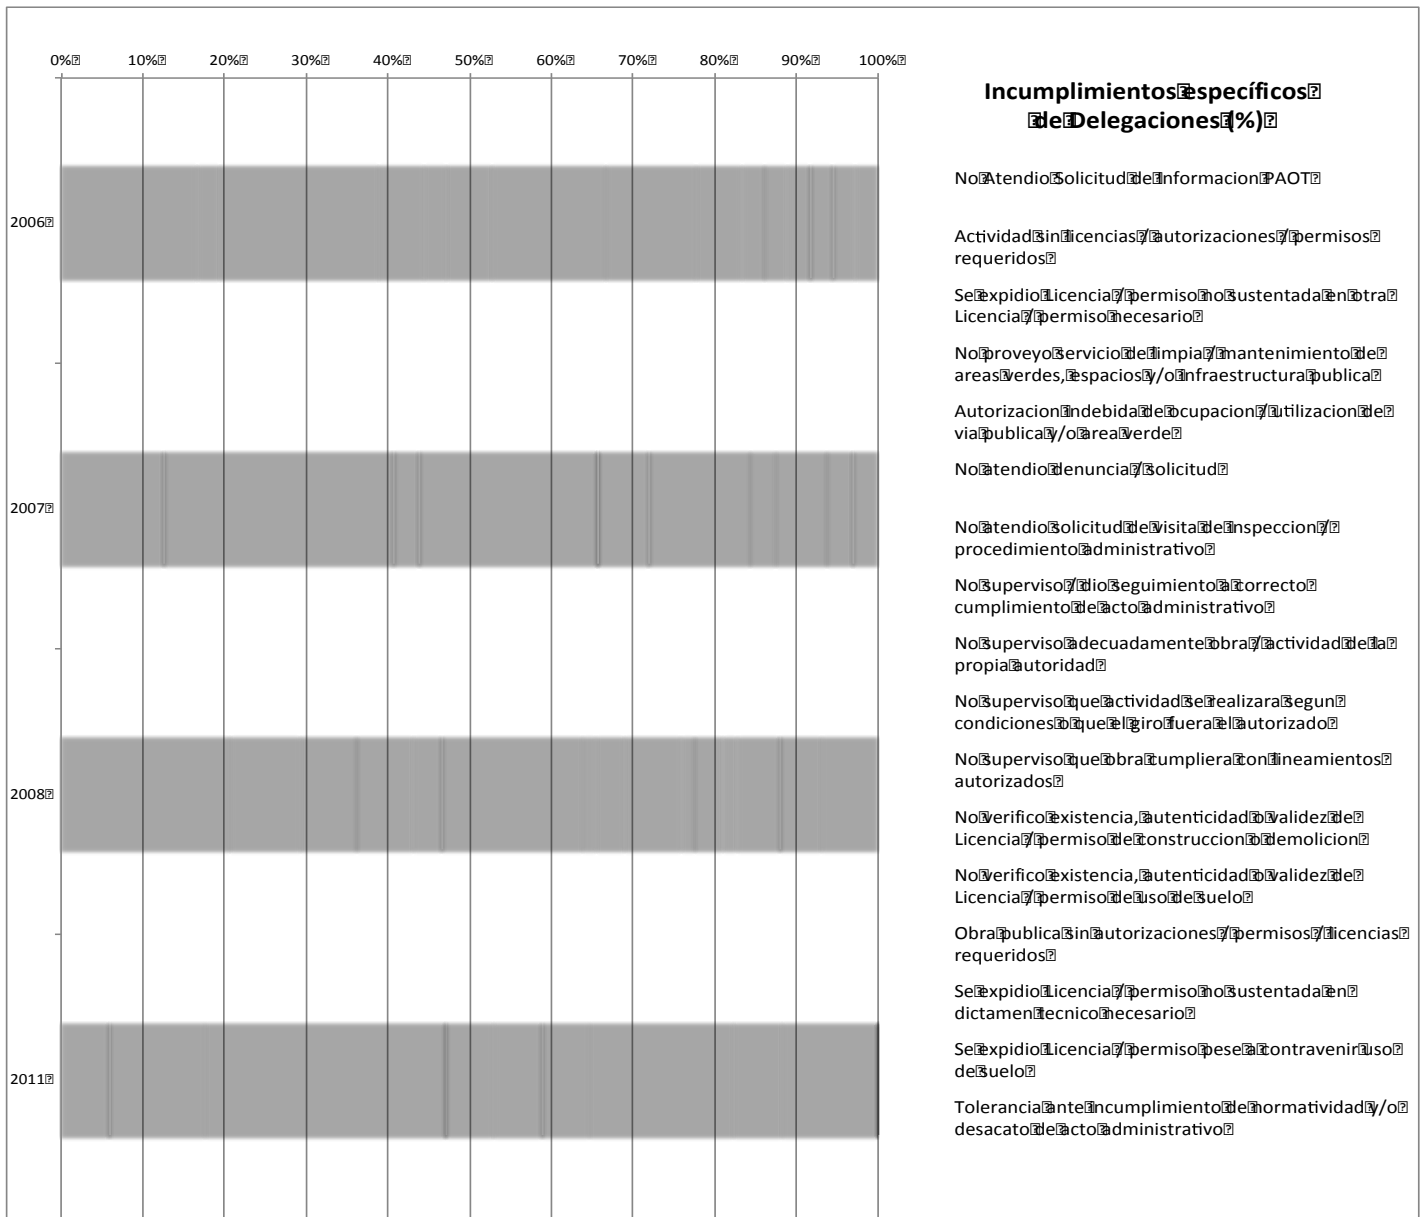 0% 10% 20% 30% 40% 50% 60% 70% 80% 90% 100%
Incumplimientos específicos
de Delegaciones (%)
2006
2007
2008
2011
No Atendio Solicitud de Informacion PAOT
Actividad sin licencias / autorizaciones / permisos
requeridos
Se expidio Licencia / permiso no sustentada en otra
Licencia / permiso necesario
No proveyo servicio de limpia / mantenimiento de
areas verdes, espacios y/o infraestructura publica
Autorizacion indebida de ocupacion / utilizacion de
via publica y/o area verde
No atendio denuncia / solicitud
No atendio solicitud de visita de inspeccion /
procedimiento administrativo
No superviso / dio seguimiento a correcto
cumplimiento de acto administrativo
No superviso adecuadamente obra / actividad de la
propia autoridad
No superviso que actividad se realizara segun
condiciones o que el giro fuera el autorizado
No superviso que obra cumpliera con lineamientos
autorizados
No verifico existencia, autenticidad o validez de
Licencia / permiso de construccion o demolicion
No verifico existencia, autenticidad o validez de
Licencia / permiso de uso de suelo
Obra publica sin autorizaciones / permisos / licencias
requeridos
Se expidio Licencia / permiso no sustentada en
dictamen tecnico necesario
Se expidio Licencia / permiso pese a contravenir uso
de suelo
Tolerancia ante incumplimiento de normatividad y/o
desacato de acto administrativo